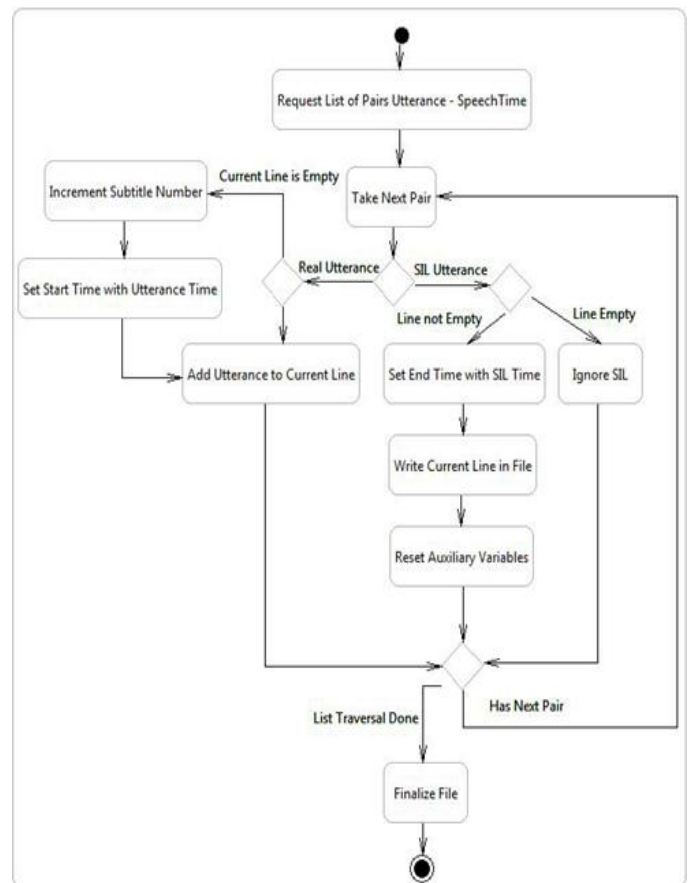 Request List of Pairs Utterance - SpeechTime
Current Line is Empty
Increment Subtitle Number
Take Next Pair
Real Utterance
SIL Utterance
Set Start Time with Utterance Time
Line not Empty
Line Empty
Add Utterance to Current Line
Set End Time with SIL Time
Ignore SIL
Write Current Line in File
Reset Auxiliary Variables
List Traversal Done
Has Next Pair
Finalize File